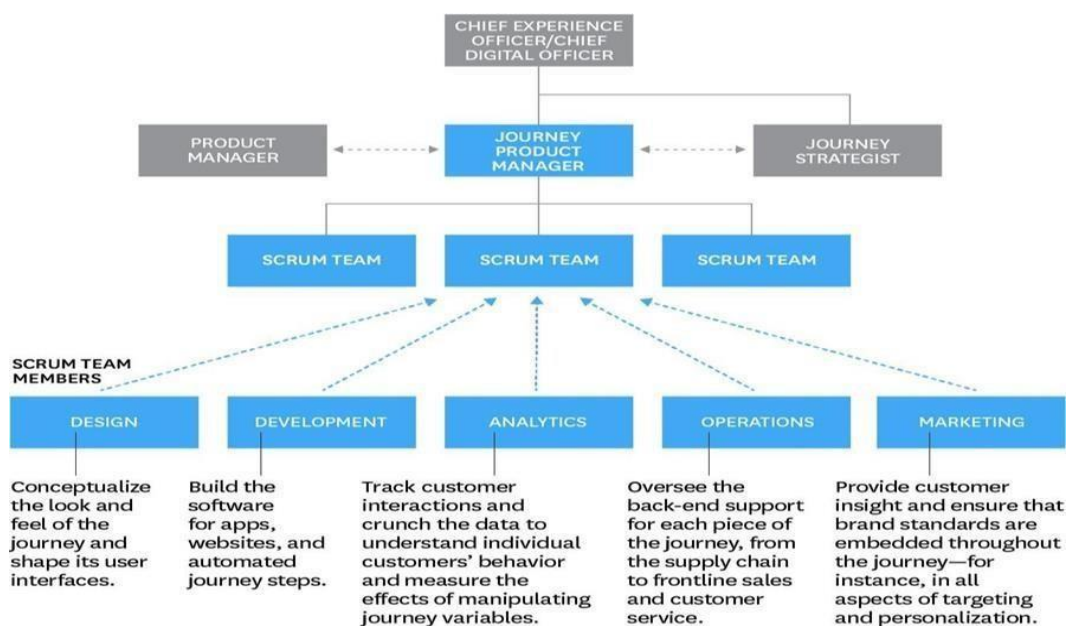 CHIEF EXPERIENCE
OFFICER/CHIEF
DIGITAL OFFICER
PRODUCT
MANAGER
JOURNEY
PRODUCT
MANAGER
JOURNEY
STRATEGIST
SCRUM TEAM
SCRUM TEAM
SCRUM TEAM
SCRUM TEAM
MEMBERS
DESIGN
DEVELOPMENT
ANALYTICS
OPERATIONS
MARKETING
Conceptualize
the look and
feel of the
journey and
shape its user
interfaces.
Build the
software
for apps,
websites, and
automated
journey steps.
Track customer
interactions and
crunch the data to
understand individual
customers’ behavior
and measure the
effects of manipulating
journey variables.
Oversee the
back-end support
for each piece of
the journey, from
the supply chain
to frontline sales
and customer
service.
Provide customer
insight and ensure that
brand standards are
embedded throughout
the journey—for
instance, in all
aspects of targeting
and personalization.